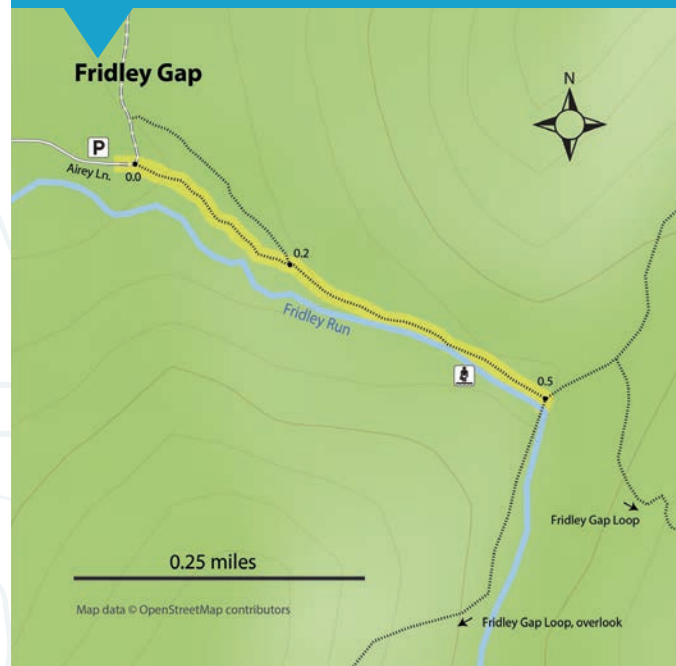 Fridley Gap
N
P
Airey Ln.
0.0
0.2
Fridley Run
0.5
Fridley Gap Loop
0.25 miles
Map data © OpenStreetMap contributors
Fridley Gap Loop, overlook